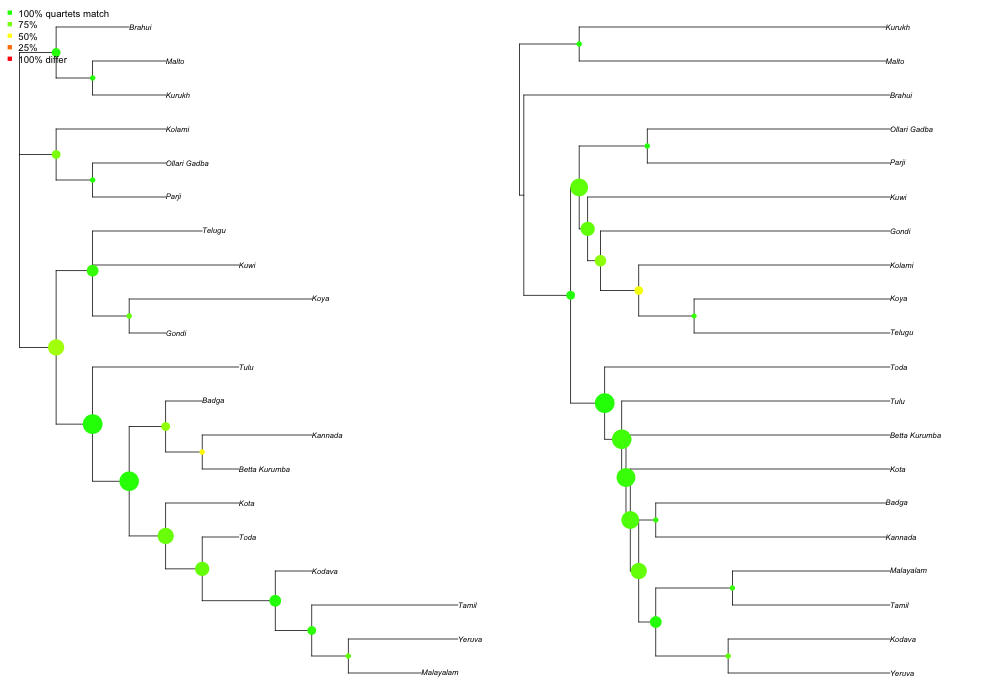 100% quartets match
75%
50%
25%
100% differ
Brahui
Malto
Kurukh
Kolami
Ollari Gadba
Parji
Telugu
Kuwi
Koya
Gondi
Tulu
Badga
Kannada
Betta Kurumba
Kota
Toda
Kodava
Tamil
Yeruva
Malayalam
Kurukh
Malto
Brahui
Ollari Gadba
Parji
Kuwi
Gondi
Kolami
Koya
Telugu
Toda
Tulu
Betta Kurumba
Kota
Badga
Kannada
Malayalam
Tamil
Kodava
Yeruva